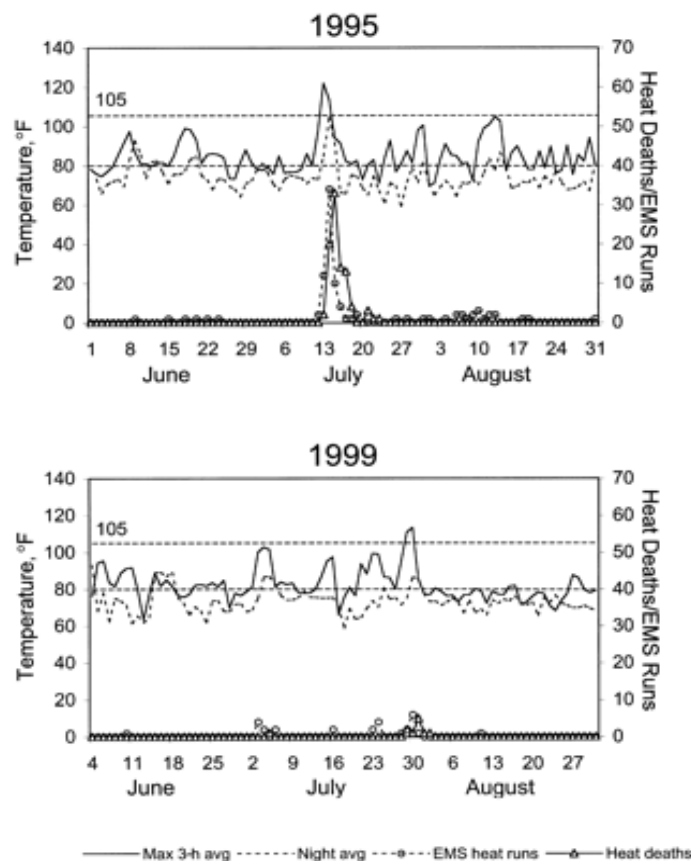 1995
140 70
120 60
105
100 50
80 40
60 30
40 20
20 10
0 0
Temperature, °F
Heat Deaths/EMS Runs
1 8 15 22 29 6 13 20 27 3 10 17 24 31
June July August
1999
140 70
120 60
105
100 50
80 40
60 30
40 20
20 10
0 0
Temperature, °F
Heat Deaths/EMS Runs
4 11 18 25 2 9 16 23 30 6 13 20 27
June July August
Max 3-h avg Night avg EMS heat runs Heat deaths